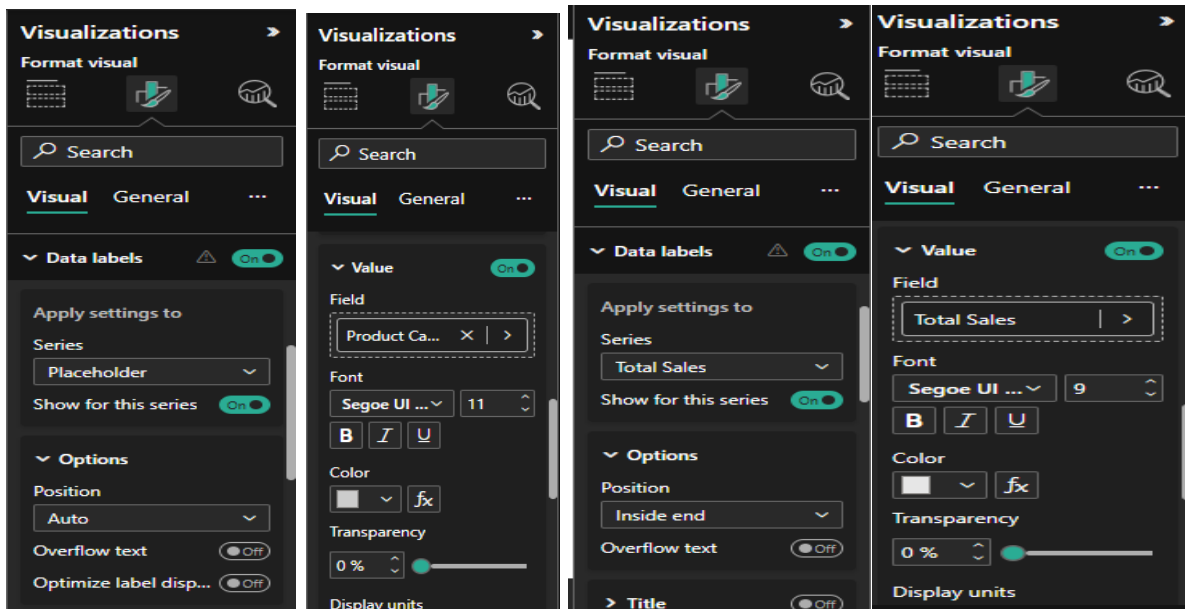 Visualizations
Format visual
Search
Visual General ...
Data labels On
Apply settings to
Series
Placeholder
Show for this series On
Options
Position
Auto
Overflow text Off
Optimize label disp... Off
Visualizations
Format visual
Search
Visual General ...
Value On
Field
Product Ca...
Font
Segoe UI ... 11
B I U
Color
fx
Transparency
0 %
Display units
Visualizations
Format visual
Search
Visual General ...
Data labels On
Apply settings to
Series
Total Sales
Show for this series On
Options
Position
Inside end
Overflow text Off
Title Off
Visualizations
Format visual
Search
Visual General ...
Value On
Field
Total Sales
Font
Segoe UI ... 9
B I U
Color
fx
Transparency
0 %
Display units